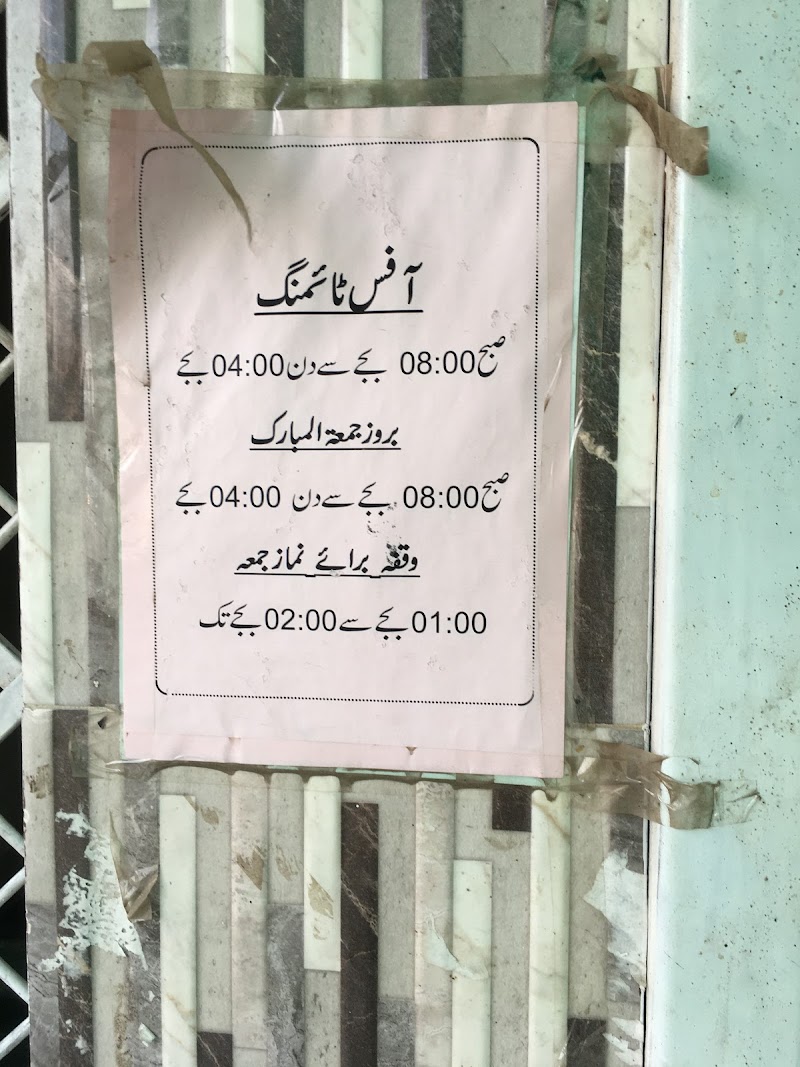 آفس ٹائمنگ
صبح 08:00 بجے سے دن 04:00 بجے
بروز جمعۃ المبارک
صبح 08:00 بجے سے دن 04:00 بجے
وقفہ برائے نماز جمعہ
01:00 بجے سے 02:00 بجے تک